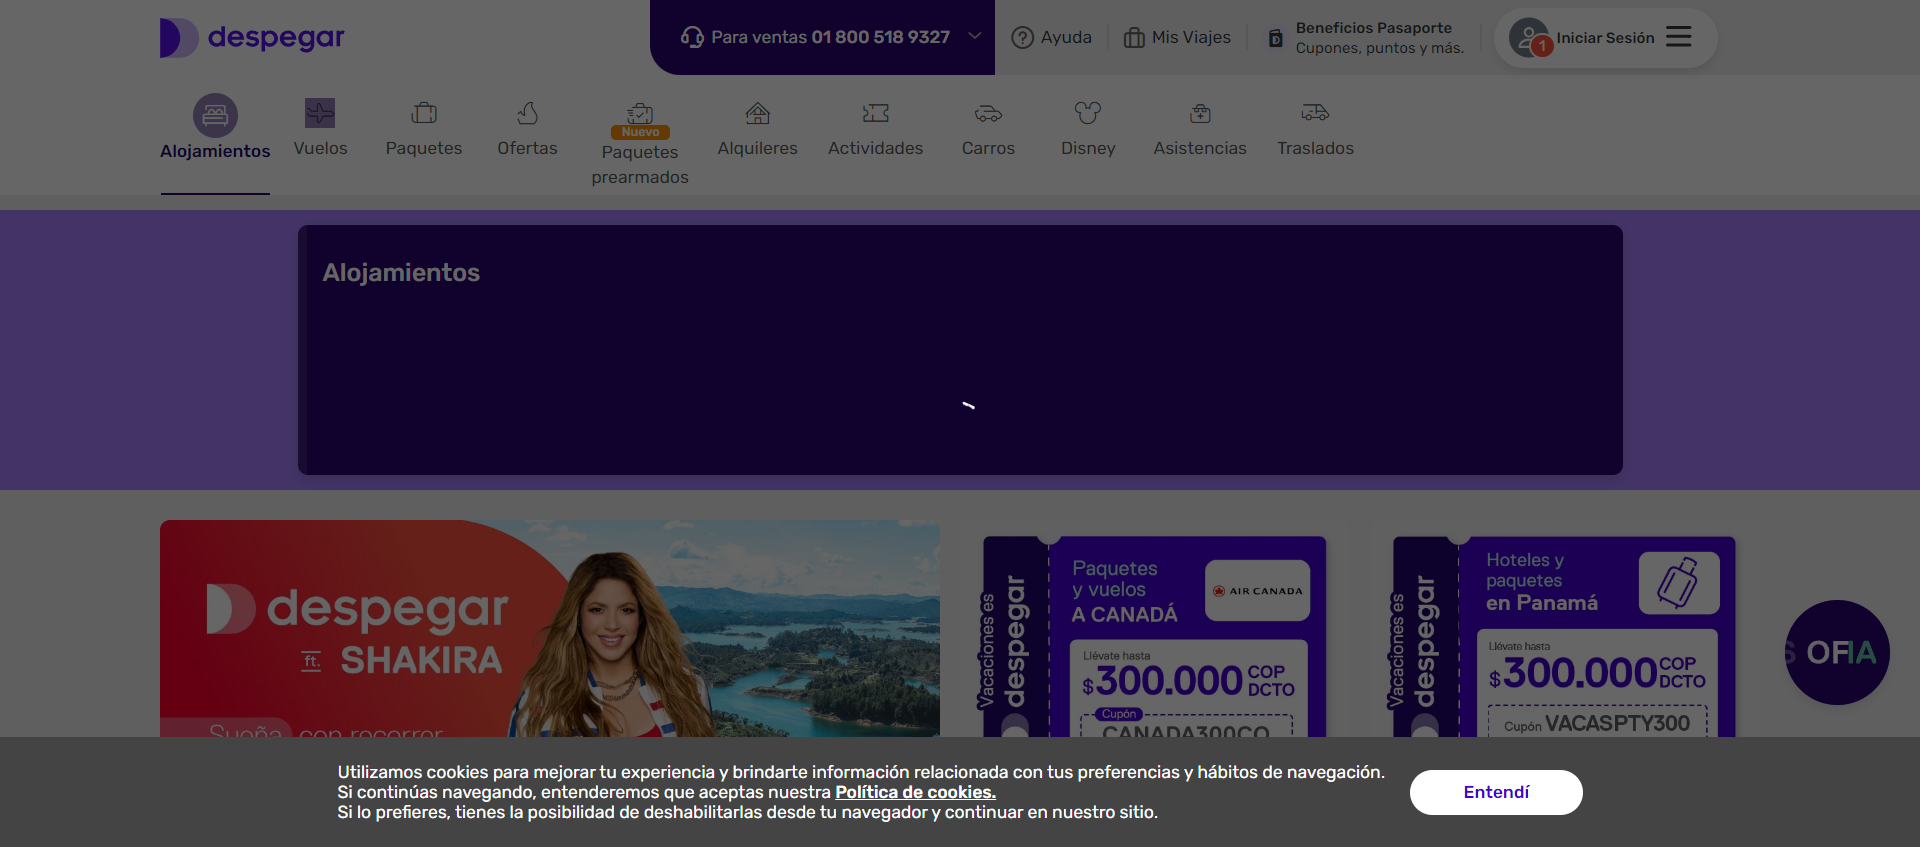 despegar
Para ventas 01 800 518 9327
Ayuda
Mis Viajes
Beneficios Pasaporte
Cupones, puntos y más.
1
Iniciar Sesión
Alojamientos
Vuelos
Paquetes
Ofertas
Nuevo
Paquetes
prearmados
Alquileres
Actividades
Carros
Disney
Asistencias
Traslados
Alojamientos
despegar
ft. SHAKIRA
Sueña con recorrer
Vacaciones es
despegar
Paquetes
y vuelos
A CANADÁ
AIR CANADA
Llévate hasta
$300.000 COP
DCTO
Cupón
CANADA300CO
Vacaciones es
despegar
Hoteles y
paquetes
en Panamá
Llévate hasta
$300.000 COP
DCTO
Cupón VACASPTY300
S OFIA
Utilizamos cookies para mejorar tu experiencia y brindarte información relacionada con tus preferencias y hábitos de navegación.
Si continúas navegando, entenderemos que aceptas nuestra Política de cookies.
Si lo prefieres, tienes la posibilidad de deshabilitarlas desde tu navegador y continuar en nuestro sitio.
Entendí